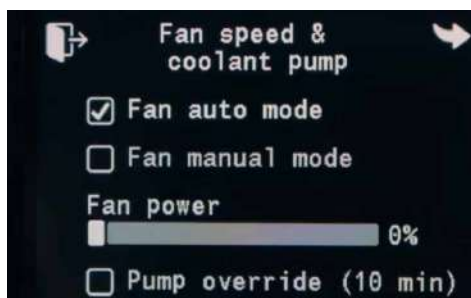 Fan speed &
coolant pump
Fan auto mode
Fan manual mode
Fan power
0%
Pump override (10 min)